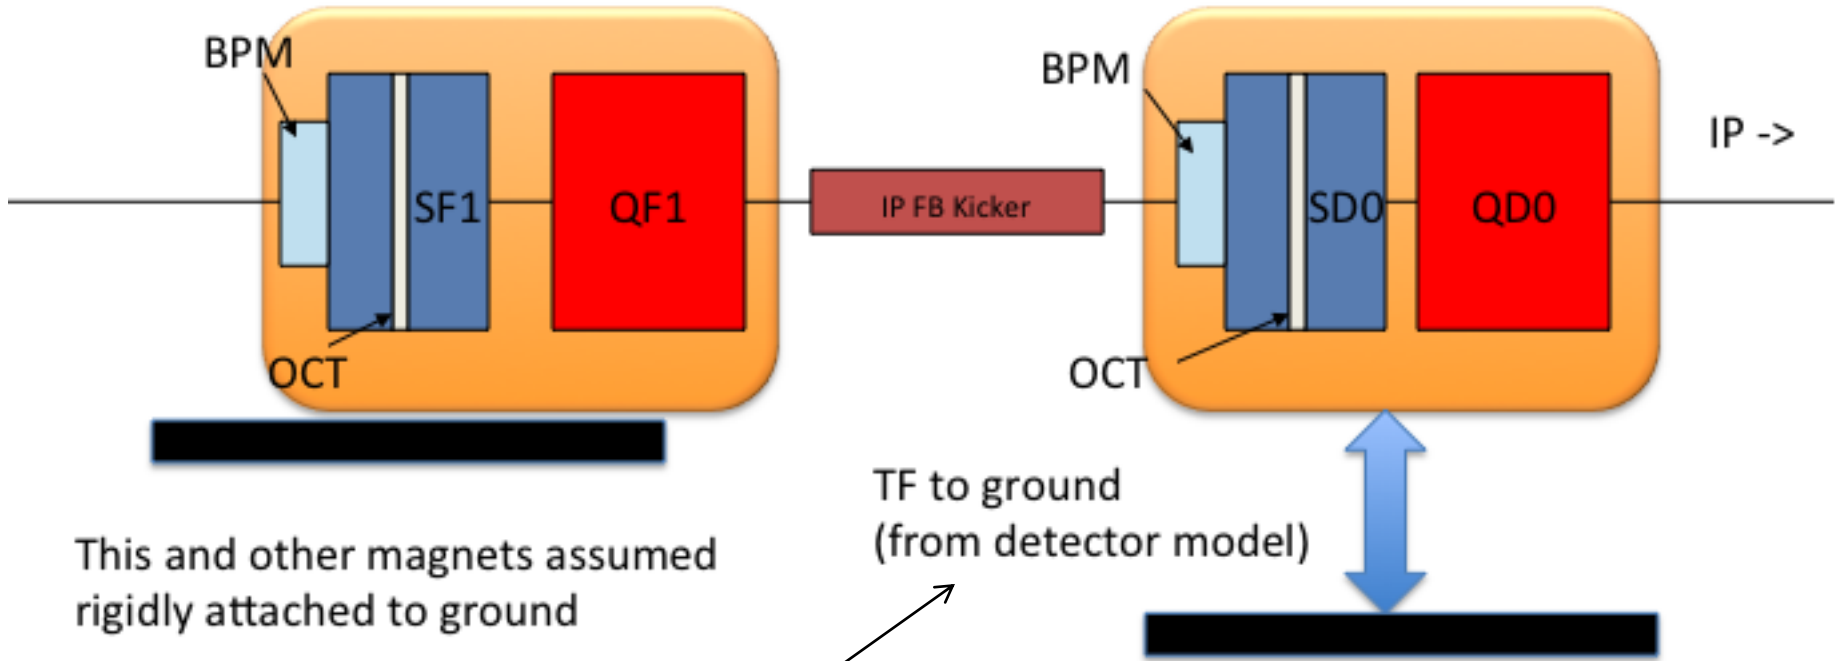 BPM
SF1
QF1
OCT
IP FB Kicker
BPM
SD0
QD0
OCT
IP ->
This and other magnets assumed
rigidly attached to ground
TF to ground
(from detector model)